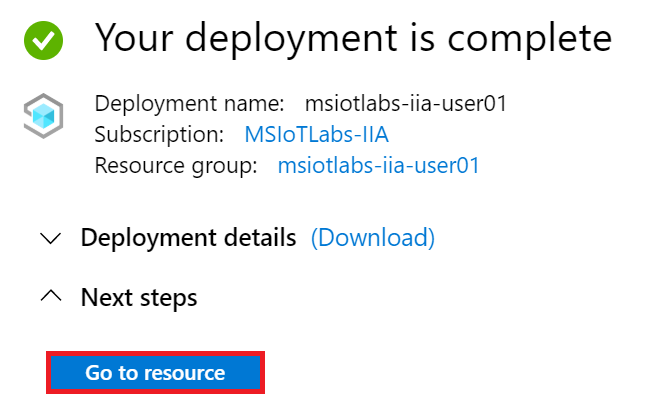 Your deployment is complete
Deployment name: msiotlabs-iia-user01
Subscription: MSIoTLabs-IIA
Resource group: msiotlabs-iia-user01
Deployment details (Download)
Next steps
Go to resource